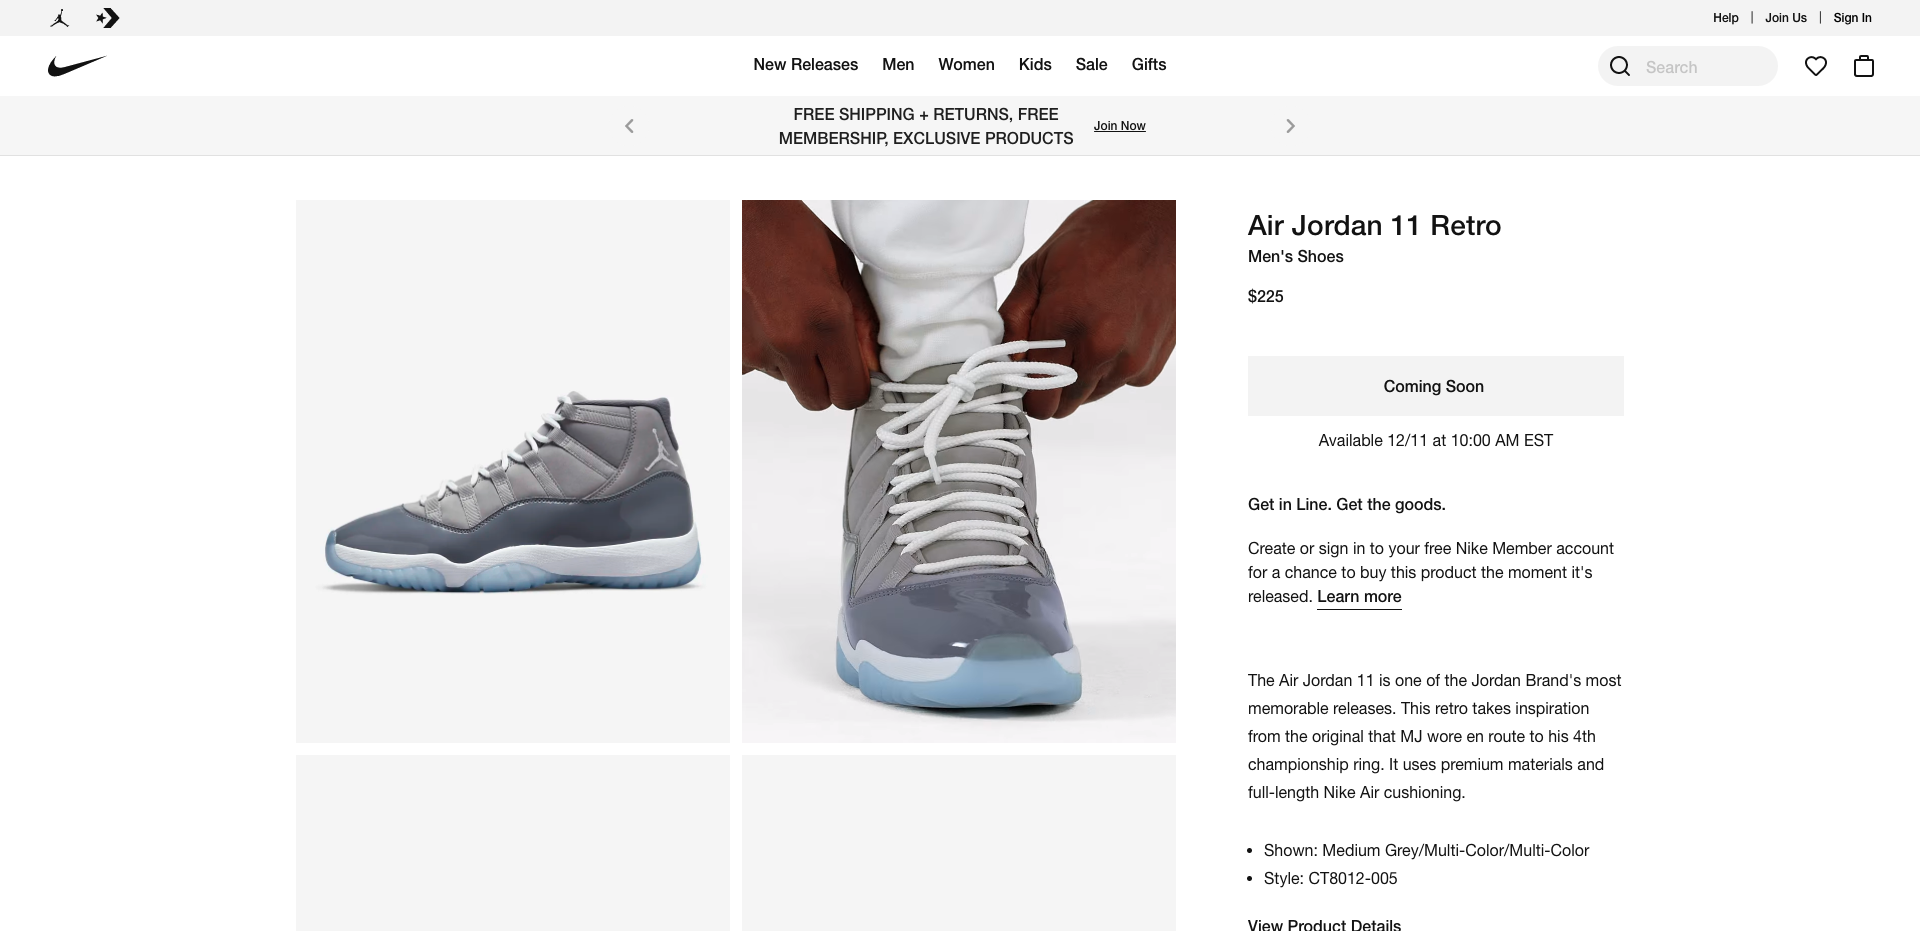 Help | Join Us | Sign In
New Releases Men Women Kids Sale Gifts
Search
FREE SHIPPING + RETURNS, FREE
MEMBERSHIP, EXCLUSIVE PRODUCTS
Join Now
Air Jordan 11 Retro
Men's Shoes
$225
Coming Soon
Available 12/11 at 10:00 AM EST
Get in Line. Get the goods.
Create or sign in to your free Nike Member account
for a chance to buy this product the moment it's
released. Learn more
The Air Jordan 11 is one of the Jordan Brand's most
memorable releases. This retro takes inspiration
from the original that MJ wore en route to his 4th
championship ring. It uses premium materials and
full-length Nike Air cushioning.
• Shown: Medium Grey/Multi-Color/Multi-Color
• Style: CT8012-005
View Product Details